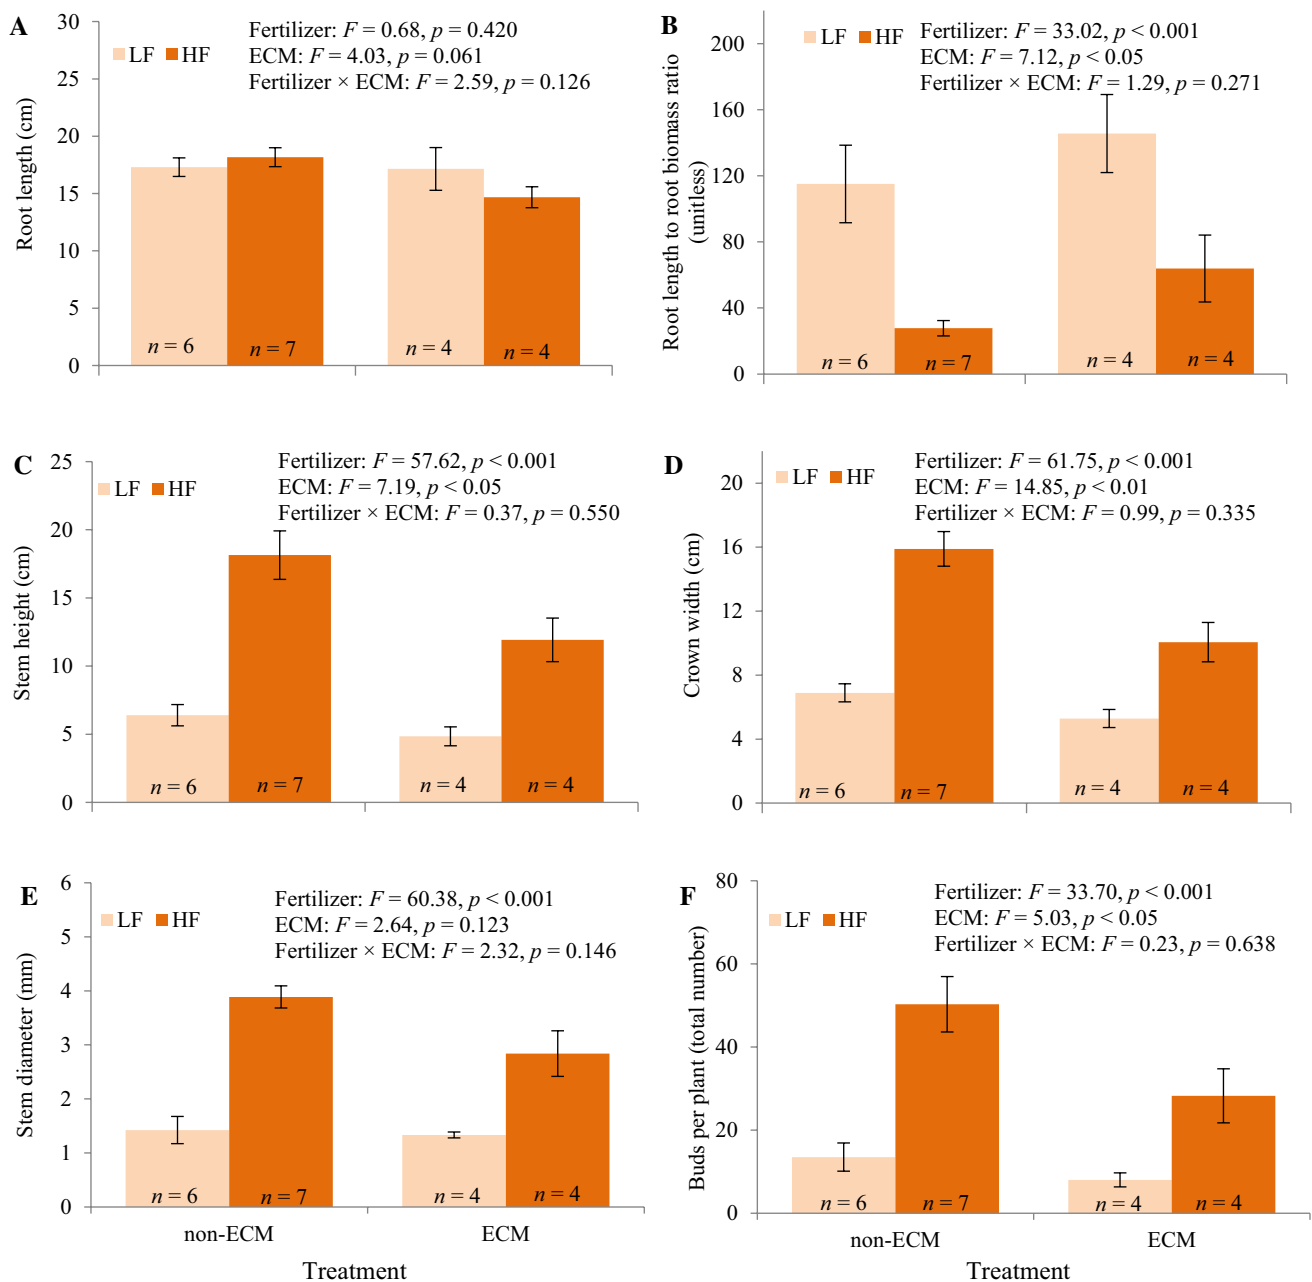 A
Fertilizer: F = 0.68, p = 0.420
ECM: F = 4.03, p = 0.061
Fertilizer × ECM: F = 2.59, p = 0.126
LF HF
Root length (cm)
30
25
20
15
10
5
0
n = 6
n = 7
n = 4
n = 4
B
Fertilizer: F = 33.02, p < 0.001
ECM: F = 7.12, p < 0.05
Fertilizer × ECM: F = 1.29, p = 0.271
LF HF
Root length to root biomass ratio
(unitless)
200
160
120
80
40
0
n = 6
n = 7
n = 4
n = 4
C
Fertilizer: F = 57.62, p < 0.001
ECM: F = 7.19, p < 0.05
Fertilizer × ECM: F = 0.37, p = 0.550
LF HF
Stem height (cm)
25
20
15
10
5
0
n = 6
n = 7
n = 4
n = 4
D
Fertilizer: F = 61.75, p < 0.001
ECM: F = 14.85, p < 0.01
Fertilizer × ECM: F = 0.99, p = 0.335
LF HF
Crown width (cm)
20
16
12
8
4
0
n = 6
n = 7
n = 4
n = 4
E
Fertilizer: F = 60.38, p < 0.001
ECM: F = 2.64, p = 0.123
Fertilizer × ECM: F = 2.32, p = 0.146
LF HF
Stem diameter (mm)
6
5
4
3
2
1
0
n = 6
n = 7
n = 4
n = 4
non-ECM
ECM
Treatment
F
Fertilizer: F = 33.70, p < 0.001
ECM: F = 5.03, p < 0.05
Fertilizer × ECM: F = 0.23, p = 0.638
LF HF
Buds per plant (total number)
80
60
40
20
0
n = 6
n = 7
n = 4
n = 4
non-ECM
ECM
Treatment